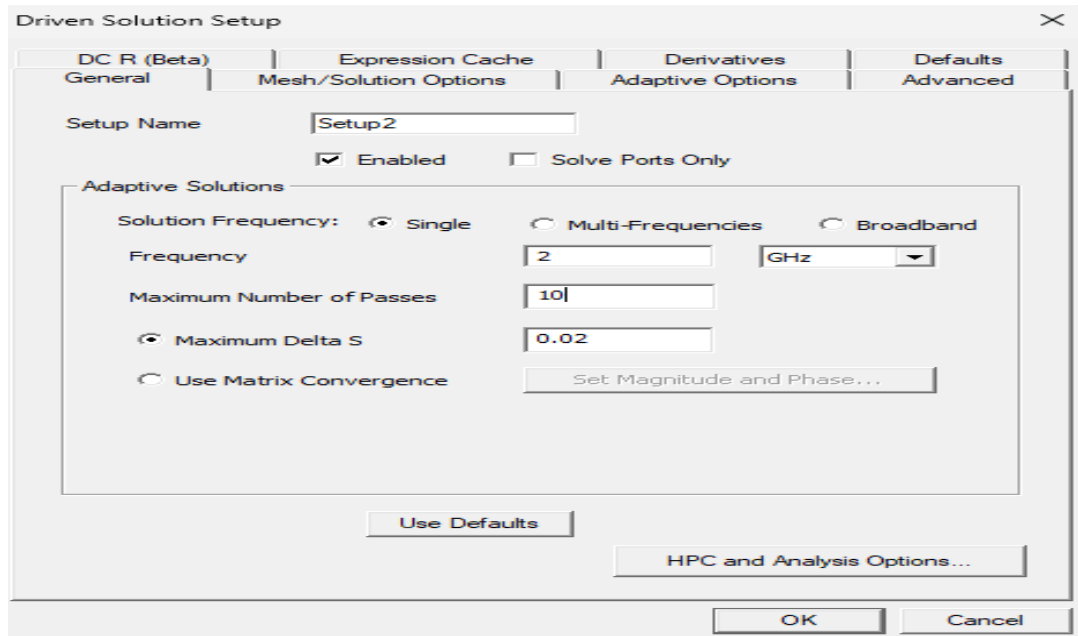 Driven Solution Setup
DC R (Beta) Expression Cache Derivatives Defaults
General Mesh/Solution Options Adaptive Options Advanced
Setup Name Setup2
Enabled Solve Ports Only
Adaptive Solutions
Solution Frequency: Single Multi-Frequencies Broadband
Frequency 2 GHz
Maximum Number of Passes 10
Maximum Delta S 0.02
Use Matrix Convergence Set Magnitude and Phase...
Use Defaults
HPC and Analysis Options...
OK Cancel